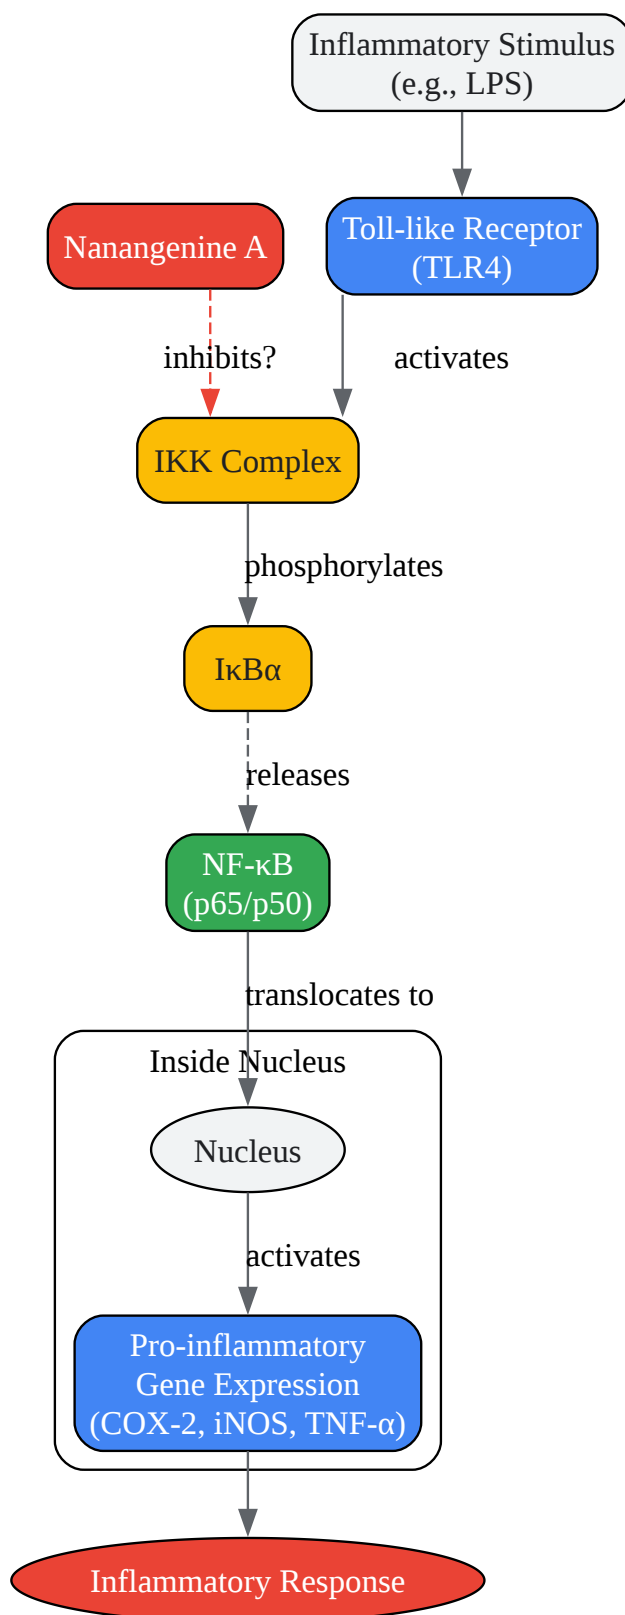 Inflammatory Stimulus
(e.g., LPS)
Nanangenine A
Toll-like Receptor
(TLR4)
inhibits?
activates
IKK Complex
phosphorylates
IκBα
releases
NF-κB
(p65/p50)
translocates to
Inside Nucleus
Nucleus
activates
Pro-inflammatory
Gene Expression
(COX-2, iNOS, TNF-α)
Inflammatory Response